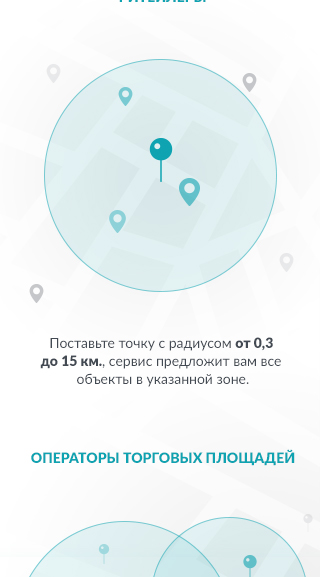 РИТЕЙЛЕРЫ
Поставьте точку с радиусом от 0,3
до 15 км., сервис предложит вам все
объекты в указанной зоне.
ОПЕРАТОРЫ ТОРГОВЫХ ПЛОЩАДЕЙ